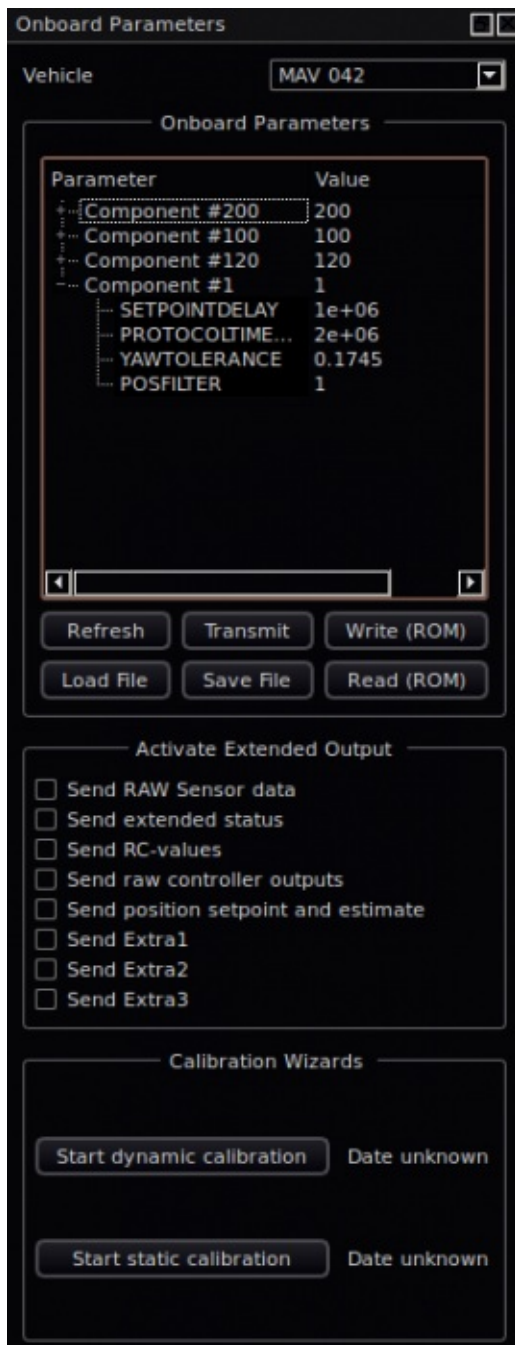 Onboard Parameters
Vehicle MAV 042
Onboard Parameters
Parameter Value
Component #200 200
Component #100 100
Component #120 120
Component #1 1
SETPOINTDELAY 1e+06
PROTOCOLTIME... 2e+06
YAWTOLERANCE 0.1745
POSFILTER 1
Refresh Transmit Write (ROM)
Load File Save File Read (ROM)
Activate Extended Output
Send RAW Sensor data
Send extended status
Send RC-values
Send raw controller outputs
Send position setpoint and estimate
Send Extra1
Send Extra2
Send Extra3
Calibration Wizards
Start dynamic calibration Date unknown
Start static calibration Date unknown